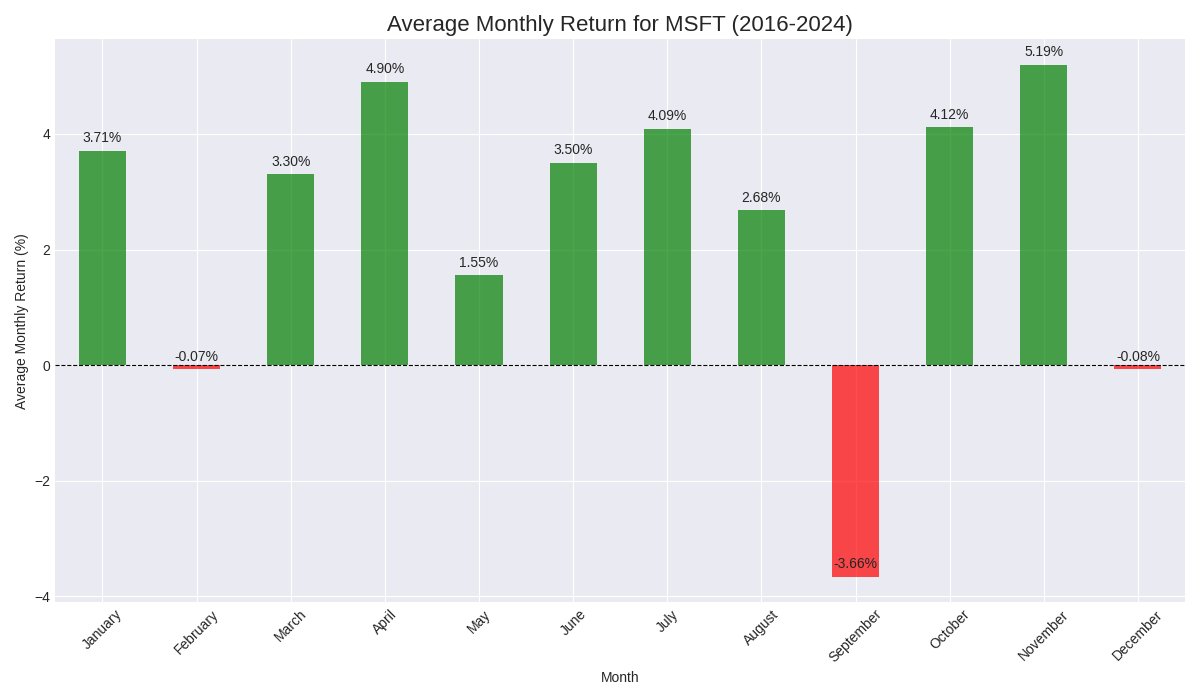 Average Monthly Return for MSFT (2016-2024)
Average Monthly Return (%)
4
2
0
−2
−4
3.71%
-0.07%
3.30%
4.90%
1.55%
3.50%
4.09%
2.68%
-3.66%
4.12%
5.19%
-0.08%
January
February
March
April
May
June
July
August
September
October
November
December
Month